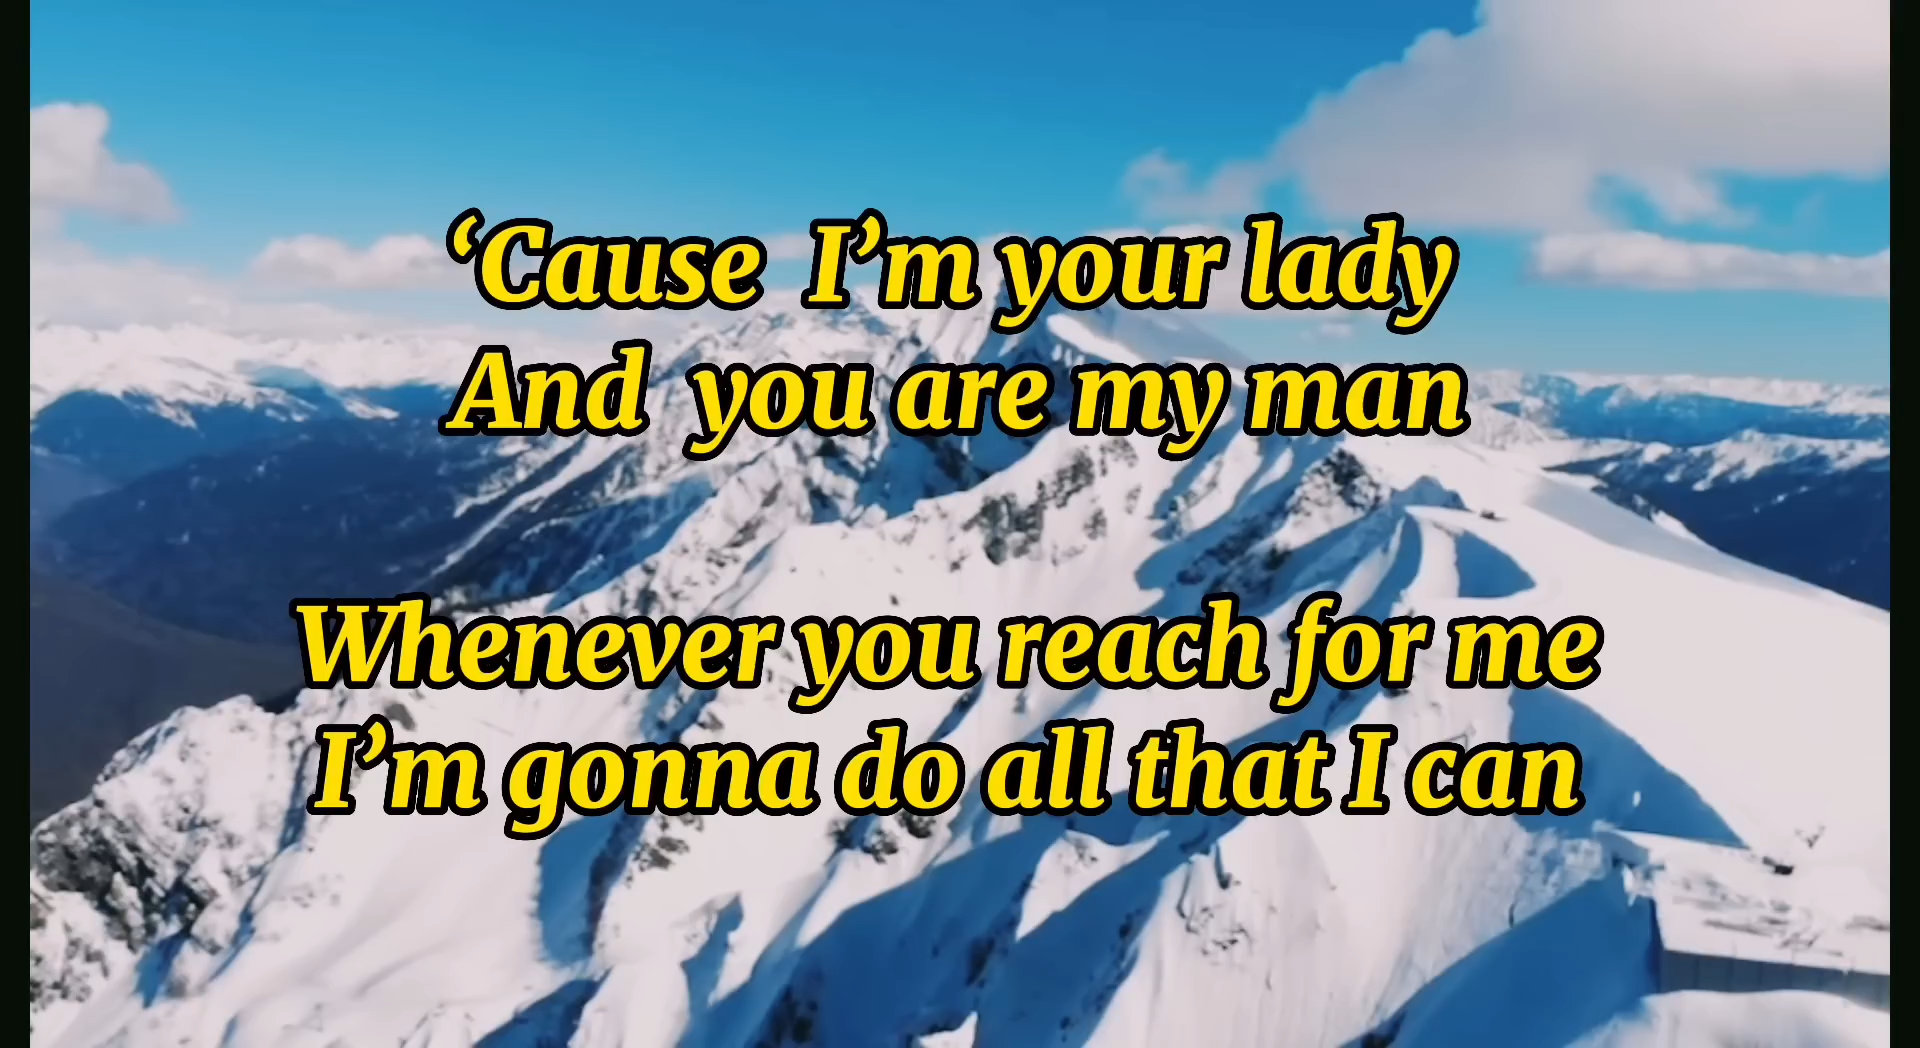 ‘Cause I’m your lady
And you are my man
Whenever you reach for me
I’m gonna do all that I can